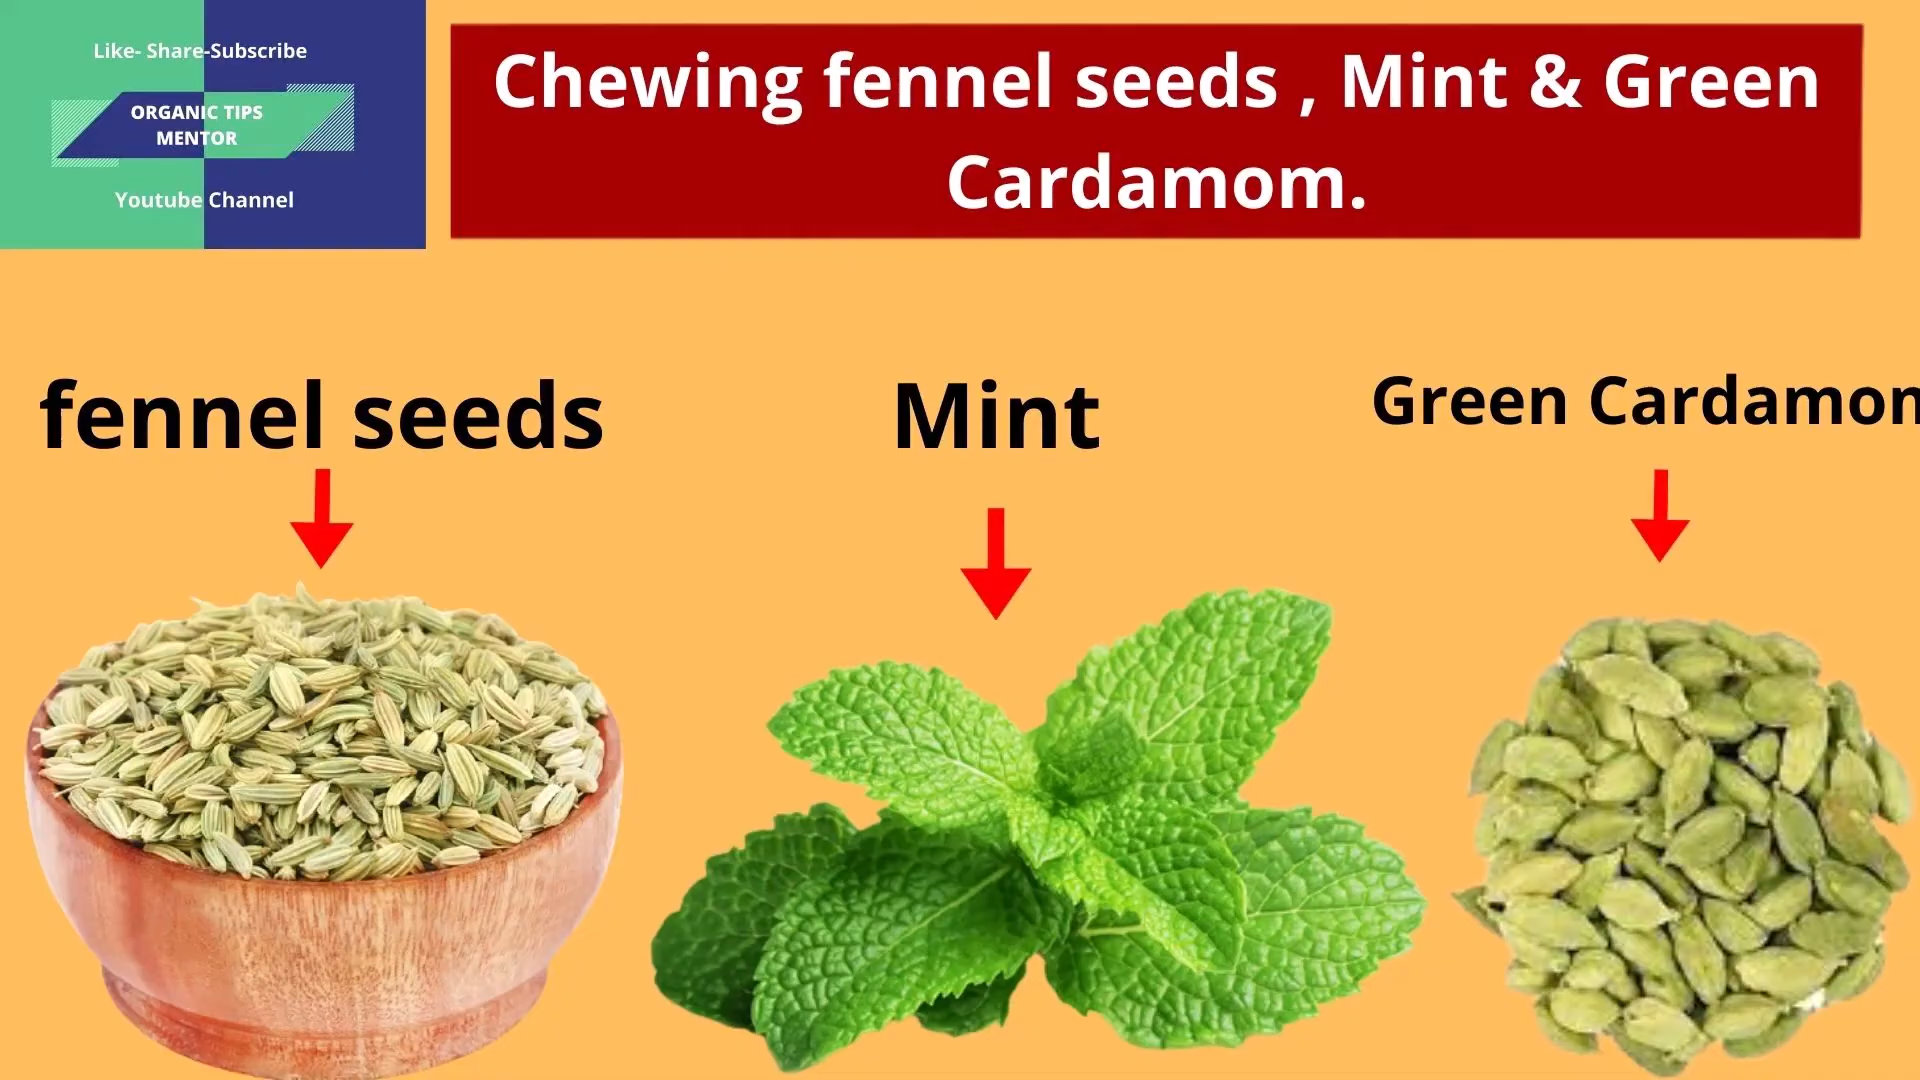 Like- Share-Subscribe
ORGANIC TIPS
MENTOR
Youtube Channel
Chewing fennel seeds , Mint & Green
Cardamom.
fennel seeds
Mint
Green Cardamon